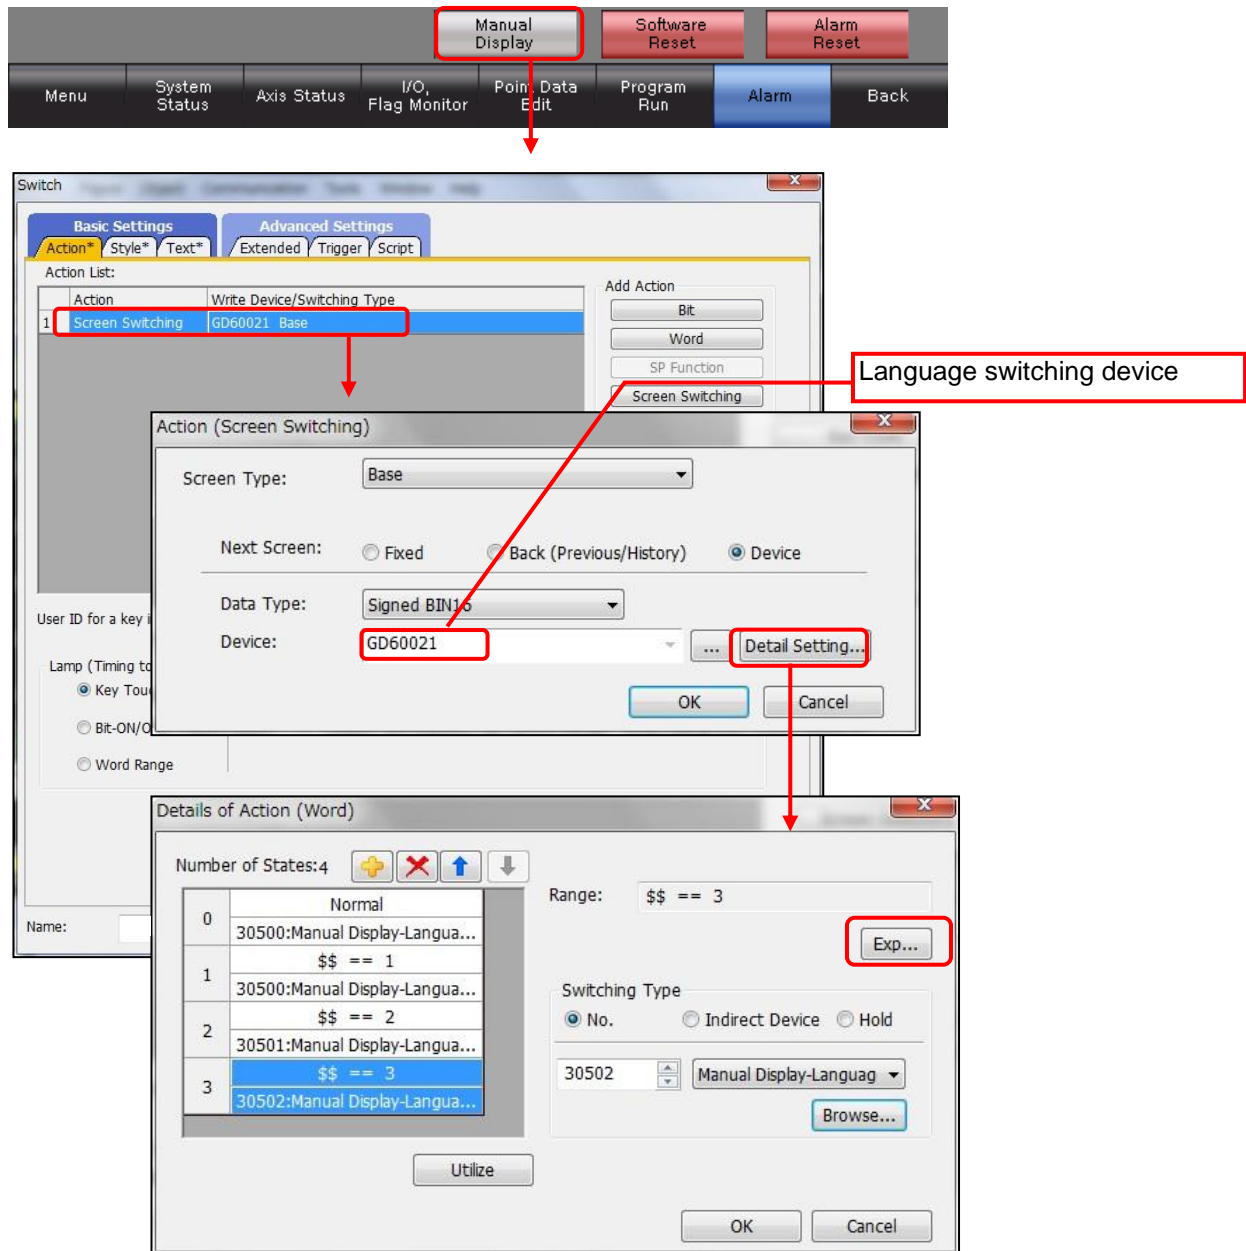 Manual
Display
Software
Reset
Alarm
Reset
Menu
System
Status
Axis Status
I/O,
Flag Monitor
Point Data
Edit
Program
Run
Alarm
Back
Switch
Basic Settings
Advanced Settings
Action*
Style*
Text*
Extended
Trigger
Script
Action List:
Action
Write Device/Switching Type
1
Screen Switching
GD60021 Base
Add Action
Bit
Word
SP Function
Screen Switching
Language switching device
Action (Screen Switching)
Screen Type:
Base
Next Screen:
Fixed
Back (Previous/History)
Device
Data Type:
Signed BIN16
Device:
GD60021
...
Detail Setting...
OK
Cancel
User ID for a key i
Lamp (Timing to
Key Tou
Bit-ON/O
Word Range
Name:
Details of Action (Word)
Number of States:4
0
Normal
30500:Manual Display-Langua...
1
$$ == 1
30500:Manual Display-Langua...
2
$$ == 2
30501:Manual Display-Langua...
3
$$ == 3
30502:Manual Display-Langua...
Utilize
Range:
$$ == 3
Exp...
Switching Type
No.
Indirect Device
Hold
30502
Manual Display-Languag
Browse...
OK
Cancel